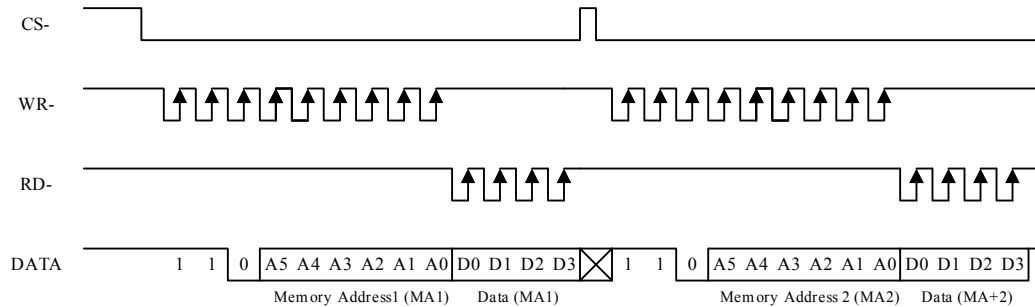 CS-
WR-
RD-
DATA 1 1 0 A5 A4 A3 A2 A1 A0 D0 D1 D2 D3 1 1 0 A5 A4 A3 A2 A1 A0 D0 D1 D2 D3
Memory Address1 (MA1) Data (MA1) Memory Address 2 (MA2) Data (MA+2)